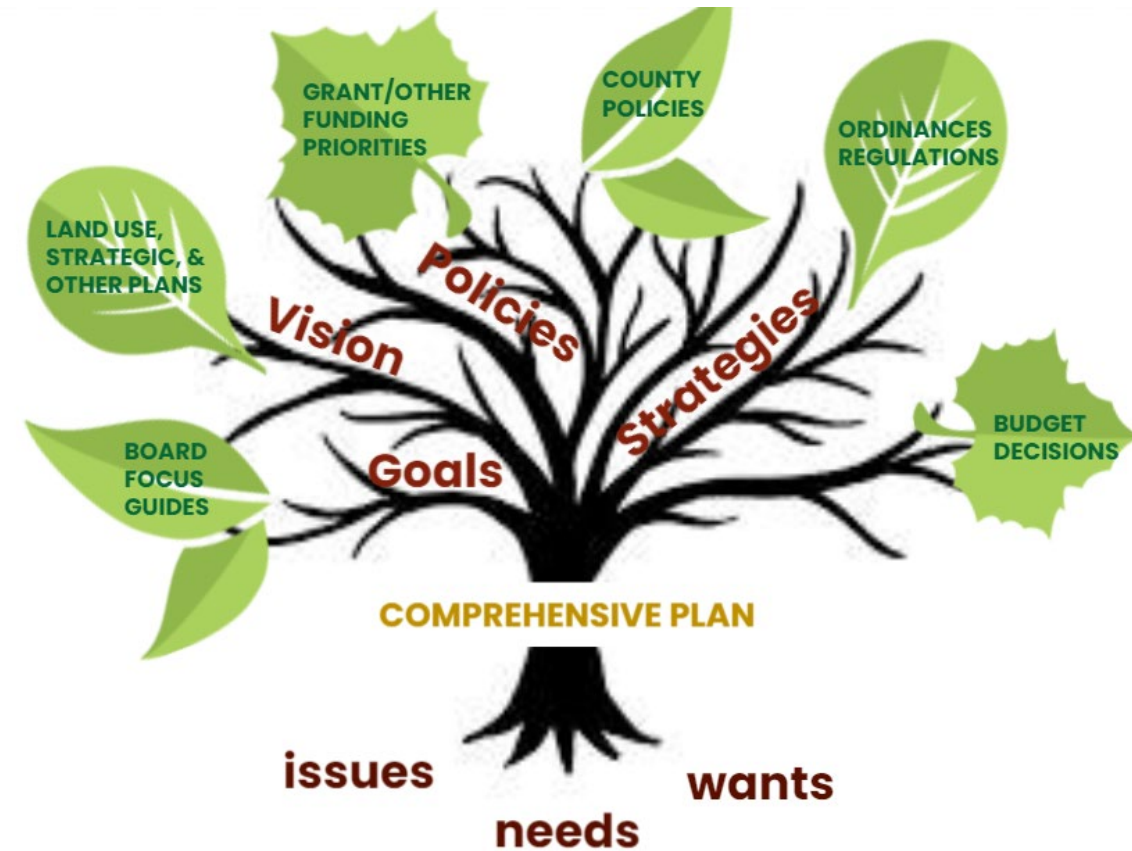 GRANT/OTHER
FUNDING
PRIORITIES
COUNTY
POLICIES
ORDINANCES
REGULATIONS
LAND USE,
STRATEGIC, &
OTHER PLANS
Policies
Vision
Strategies
Goals
BOARD
FOCUS
GUIDES
BUDGET
DECISIONS
COMPREHENSIVE PLAN
issues
wants
needs